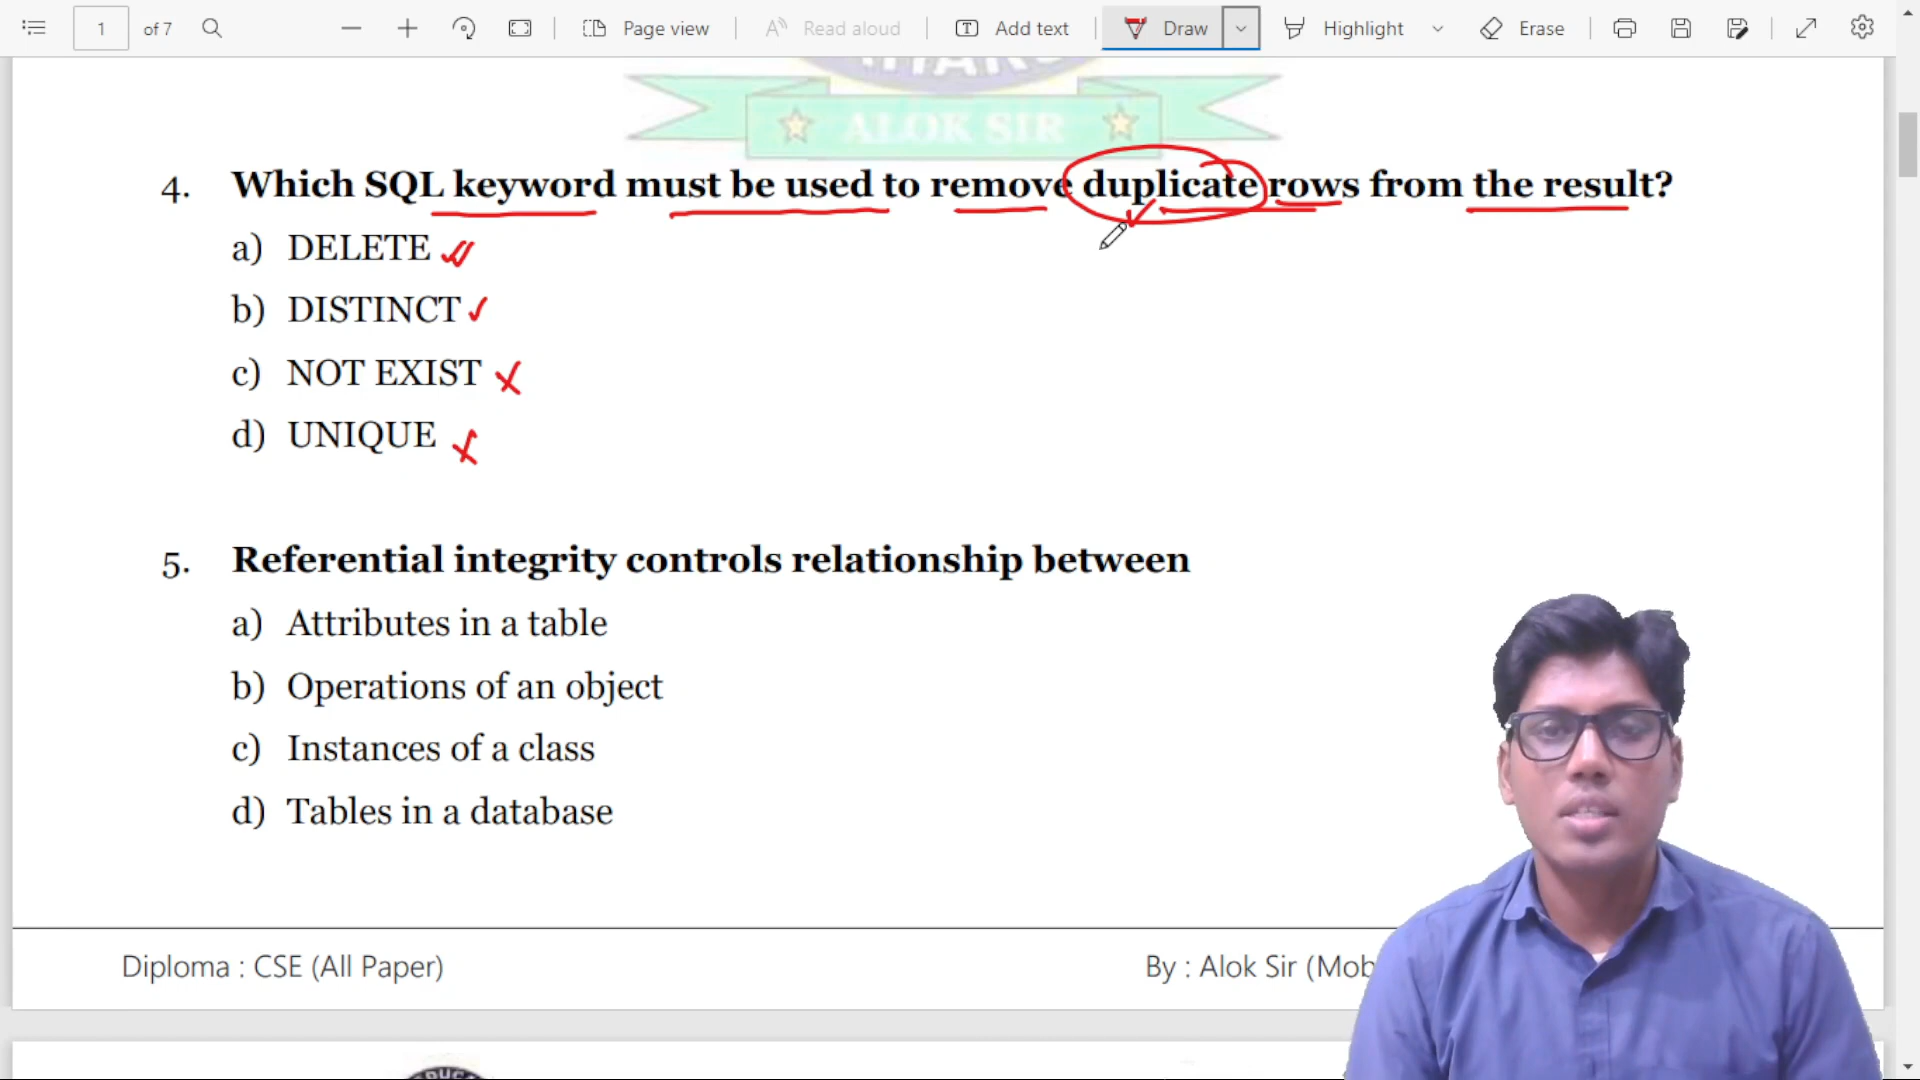 1 of 7 Page view Read aloud Add text Draw Highlight Erase
ALOK SIR
4. Which SQL keyword must be used to remove duplicate rows from the result?
a) DELETE
b) DISTINCT
c) NOT EXIST
d) UNIQUE
5. Referential integrity controls relationship between
a) Attributes in a table
b) Operations of an object
c) Instances of a class
d) Tables in a database
Diploma : CSE (All Paper) By : Alok Sir (Mob